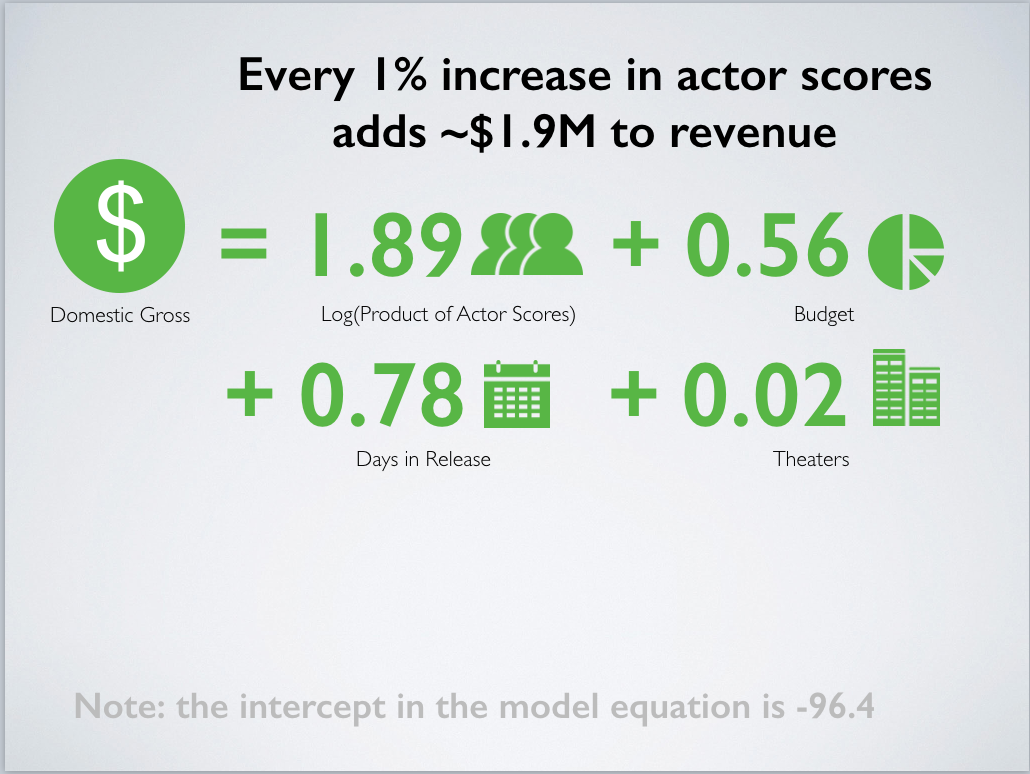 Every 1% increase in actor scores
adds ~$1.9M to revenue
$ = 1.89 + 0.56
Domestic Gross Log(Product of Actor Scores) Budget
+ 0.78 + 0.02
Days in Release Theaters
Note: the intercept in the model equation is -96.4